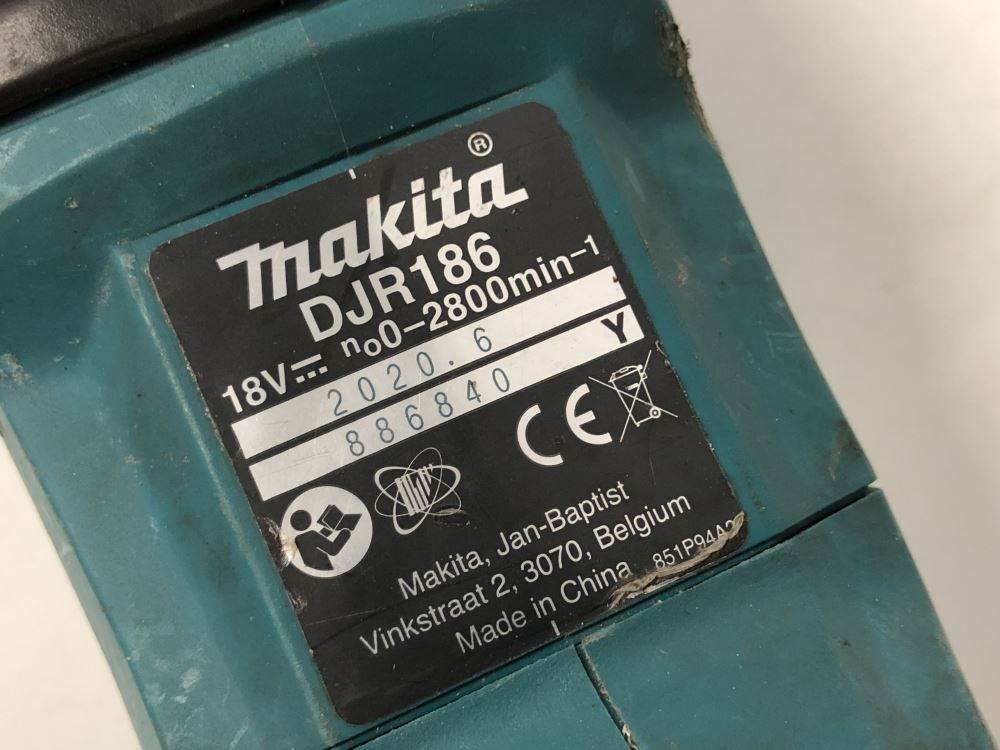 makita®
DJR186
18V⎓ n₀0–2800min⁻¹
2020.6
886840 Y
CE
Makita, Jan-Baptist
Vinkstraat 2, 3070, Belgium
Made in China